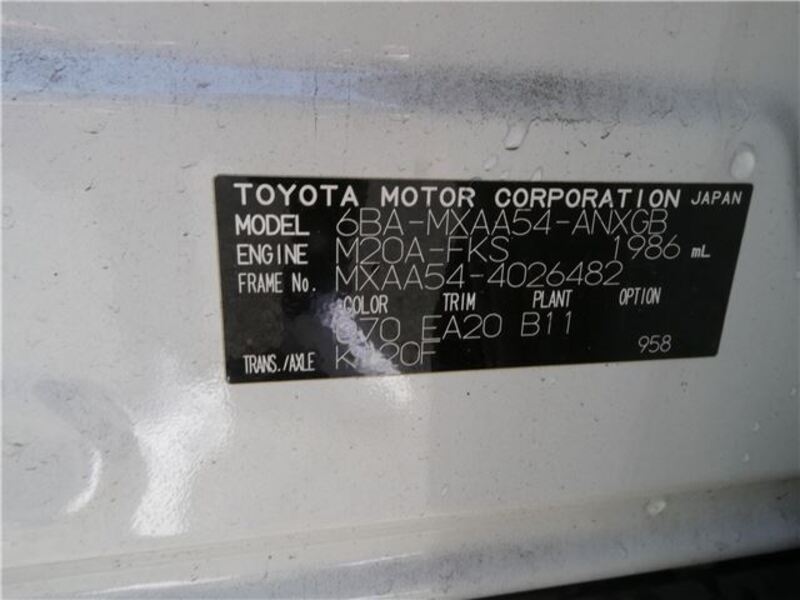 TOYOTA MOTOR CORPORATION JAPAN
MODEL 6BA-MXAA54-ANXGB
ENGINE M20A-FKS 1986 mL
FRAME No. MXAA54-4026482
COLOR TRIM PLANT OPTION
070 EA20 B11
TRANS./AXLE 958